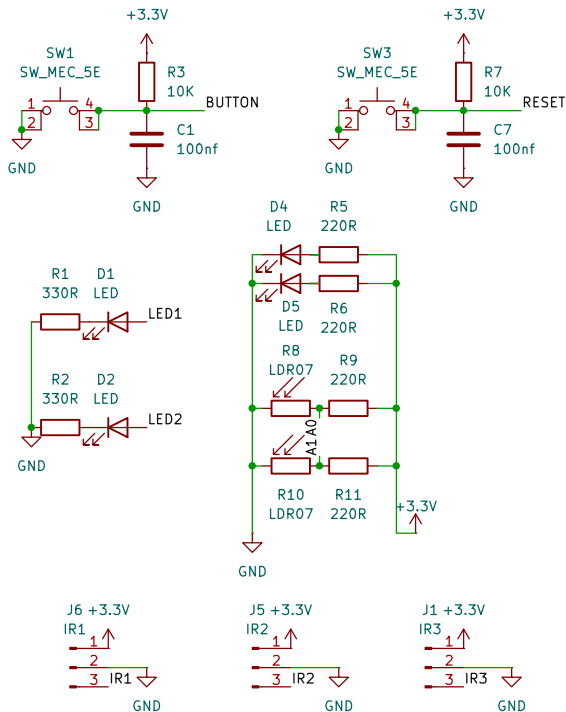 +3.3V
SW1
SW_MEC_5E
R3
10K
1
4
2
3
BUTTON
C1
100nf
GND
GND
+3.3V
SW3
SW_MEC_5E
R7
10K
1
4
2
3
RESET
C7
100nf
GND
GND
D4
LED
R5
220R
D5
LED
R6
220R
R1
330R
D1
LED
LED1
R2
330R
D2
LED
LED2
GND
R8
LDR07
R9
220R
A0
A1
R10
LDR07
R11
220R
+3.3V
GND
J6 +3.3V
IR1
1
2
3
IR1
GND
J5 +3.3V
IR2
1
2
3
IR2
GND
J1 +3.3V
IR3
1
2
3
IR3
GND